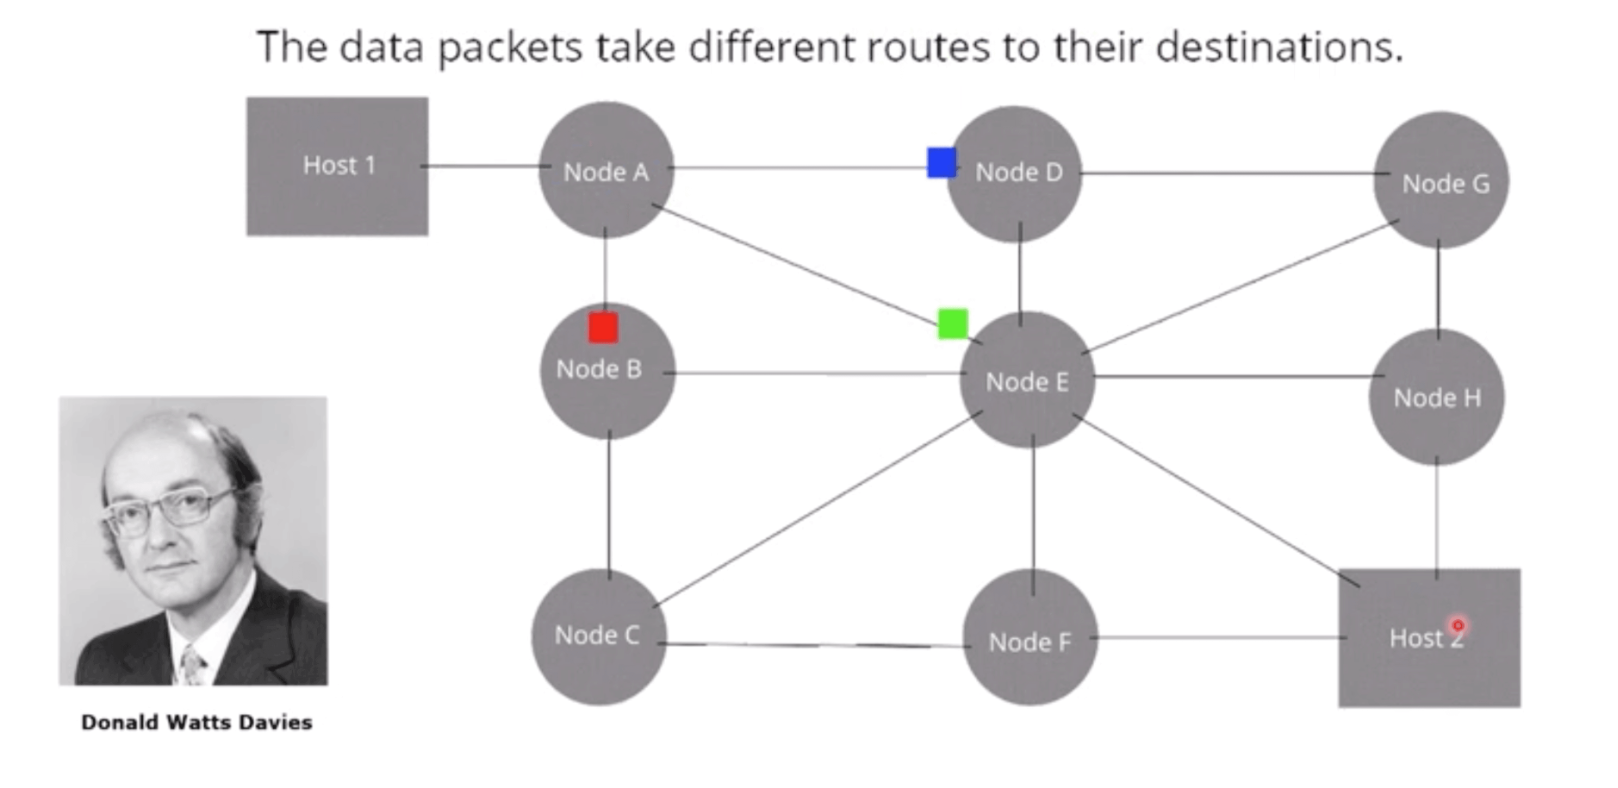 The data packets take different routes to their destinations.
Host 1
Node A
Node D
Node G
Node B
Node E
Node H
Node C
Node F
Host 2
Donald Watts Davies